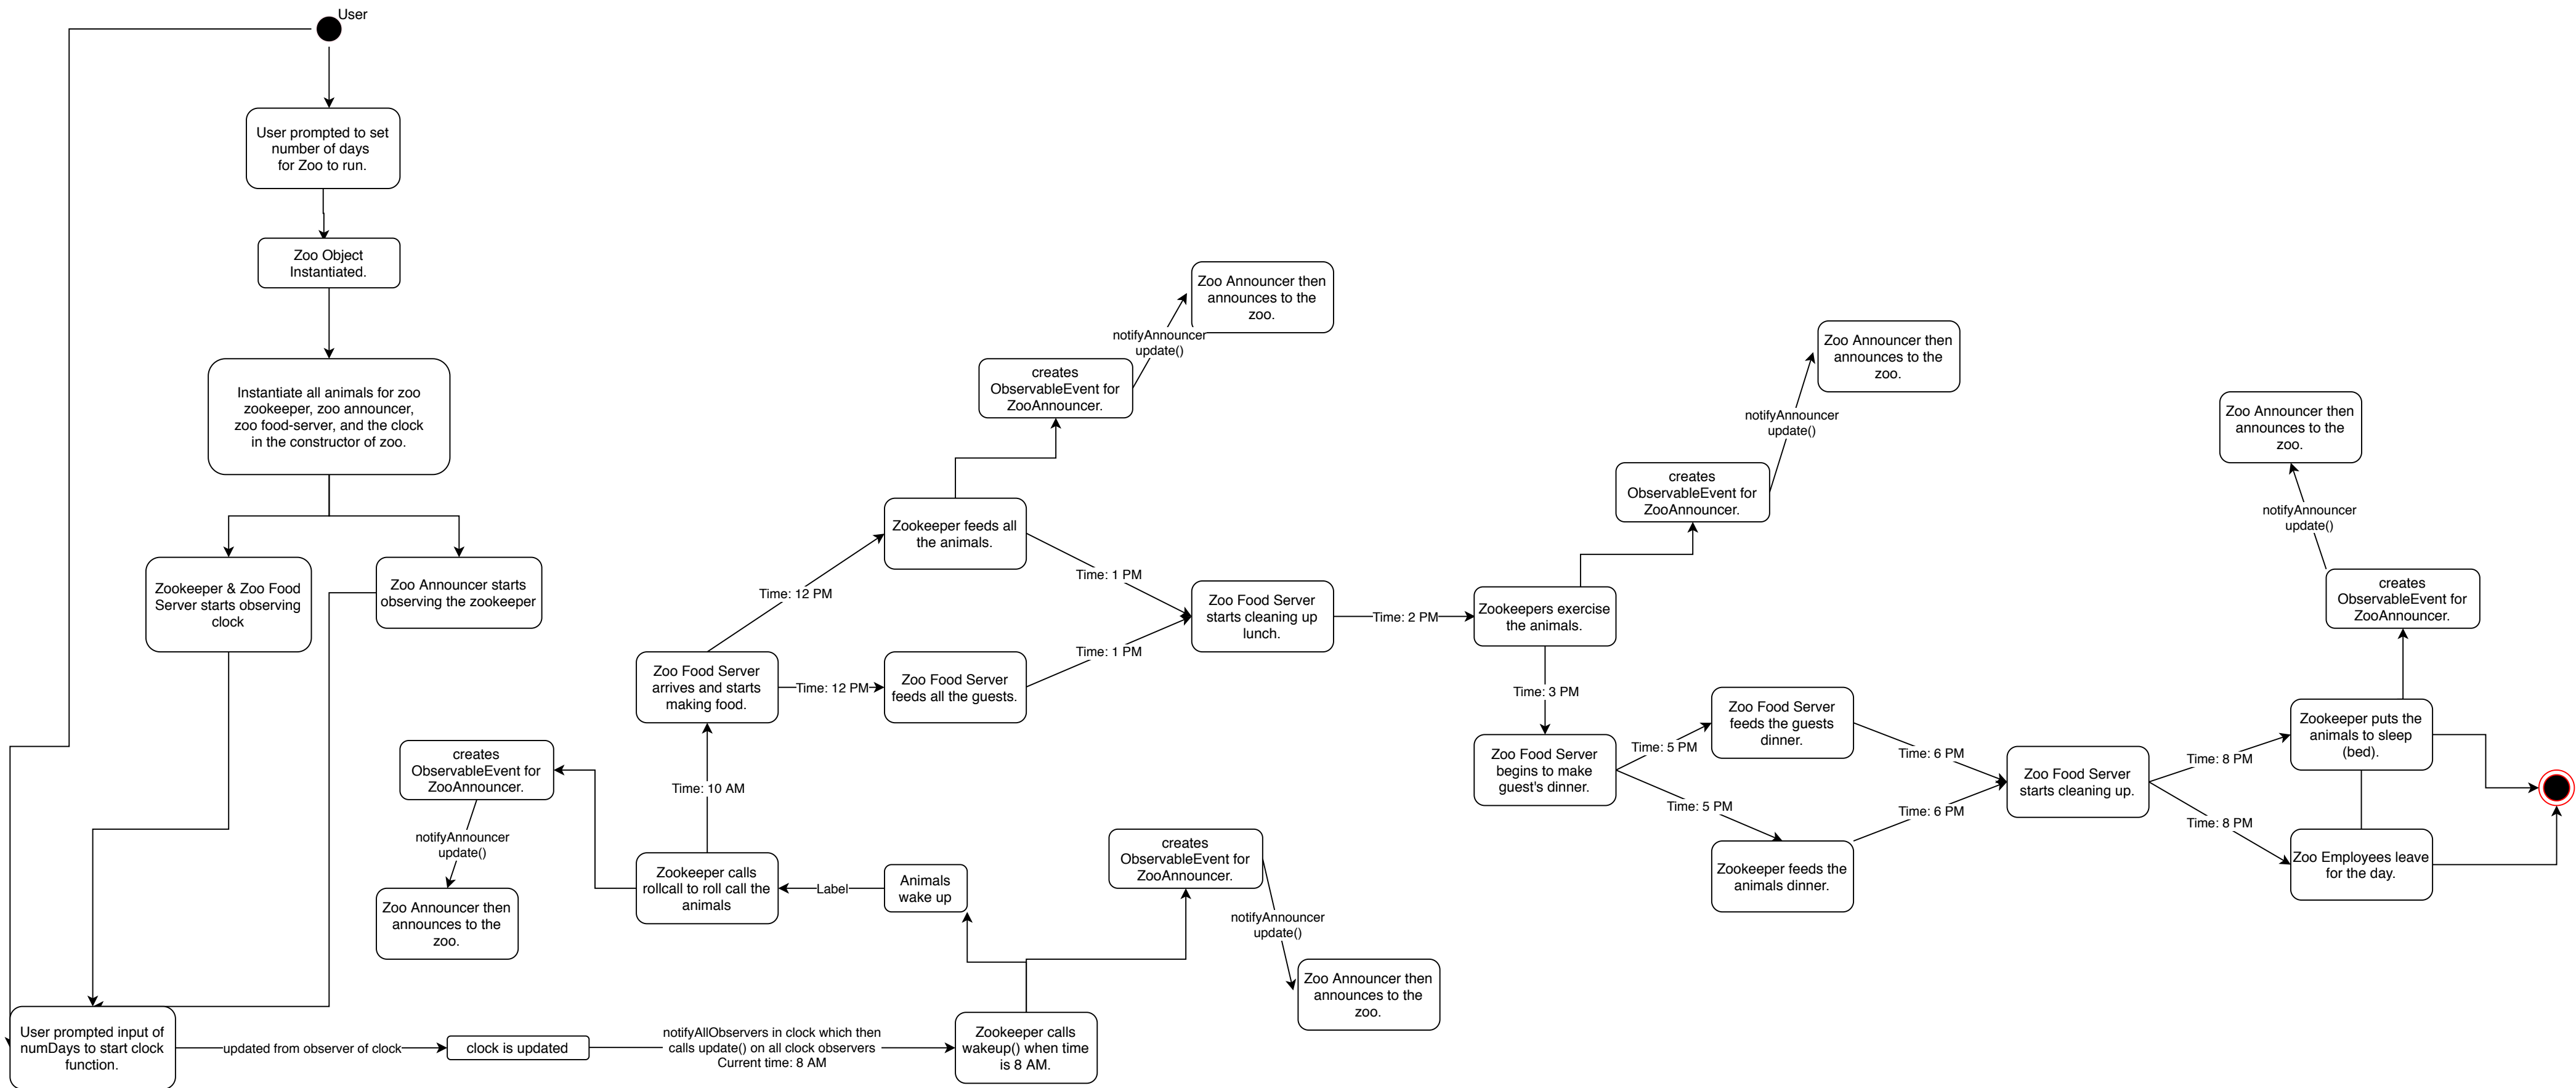 User
User prompted to set
number of days
for Zoo to run.
Zoo Object
Instantiated.
Instantiate all animals for zoo
zookeeper, zoo announcer,
zoo food-server, and the clock
in the constructor of zoo.
Zookeeper & Zoo Food
Server starts observing
clock
Zoo Announcer starts
observing the zookeeper
User prompted input of
numDays to start clock
function.
updated from observer of clock
clock is updated
notifyAllObservers in clock which then
calls update() on all clock observers
Current time: 8 AM
Zookeeper calls
wakeup() when time
is 8 AM.
creates
ObservableEvent for
ZooAnnouncer.
notifyAnnouncer
update()
Zoo Announcer then
announces to the
zoo.
Animals
wake up
Label
Zookeeper calls
rollcall to roll call the
animals
creates
ObservableEvent for
ZooAnnouncer.
notifyAnnouncer
update()
Zoo Announcer then
announces to the
zoo.
Time: 10 AM
Zoo Food Server
arrives and starts
making food.
Time: 12 PM
Time: 12 PM
Zookeeper feeds all
the animals.
creates
ObservableEvent for
ZooAnnouncer.
notifyAnnouncer
update()
Zoo Announcer then
announces to the
zoo.
Zoo Food Server
feeds all the guests.
Time: 1 PM
Time: 1 PM
Zoo Food Server
starts cleaning up
lunch.
Time: 2 PM
Zookeepers exercise
the animals.
creates
ObservableEvent for
ZooAnnouncer.
notifyAnnouncer
update()
Zoo Announcer then
announces to the
zoo.
Time: 3 PM
Zoo Food Server
begins to make
guest's dinner.
Time: 5 PM
Time: 5 PM
Zoo Food Server
feeds the guests
dinner.
Zookeeper feeds the
animals dinner.
Time: 6 PM
Time: 6 PM
Zoo Food Server
starts cleaning up.
Time: 8 PM
Time: 8 PM
Zookeeper puts the
animals to sleep
(bed).
creates
ObservableEvent for
ZooAnnouncer.
notifyAnnouncer
update()
Zoo Announcer then
announces to the
zoo.
Zoo Employees leave
for the day.